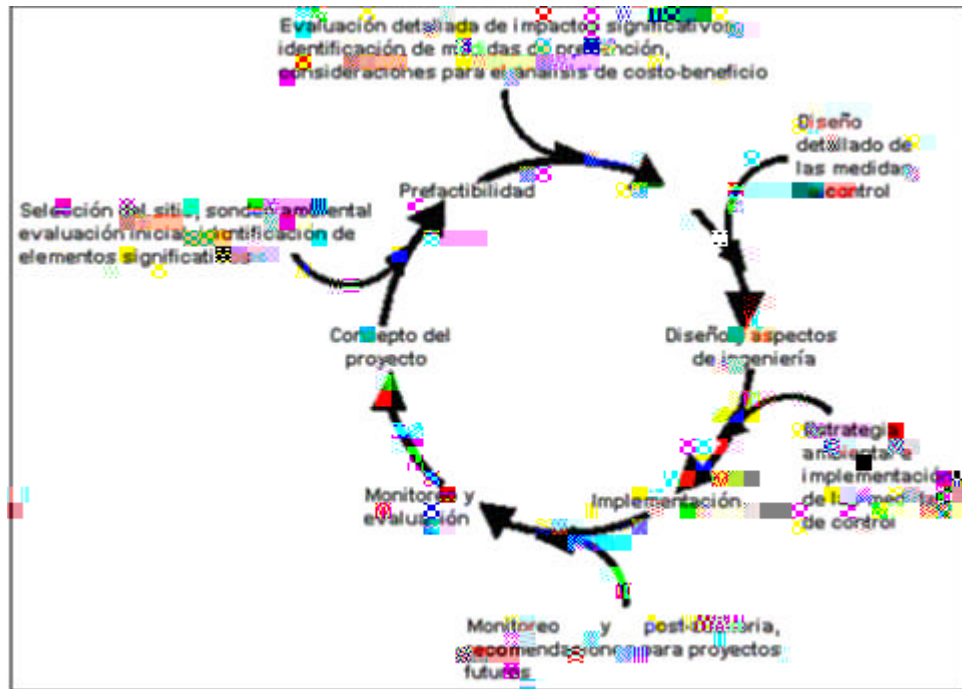 Evaluación detallada de impactos significativos,
identificación de medidas de prevención,
consideraciones para el análisis de costo-beneficio
Diseño
detallado de
las medidas
control
Prefactibilidad
Selección del sitio, sondeo ambiental
evaluación inicial, identificación de
elementos significativos
Concepto del
proyecto
Diseño y aspectos
de ingeniería
Estrategia
ambiental e
implementación
de las medidas
de control
Implementación
Monitoreo y
evaluación
Monitoreo y post-auditoria,
recomendaciones para proyectos
futuros